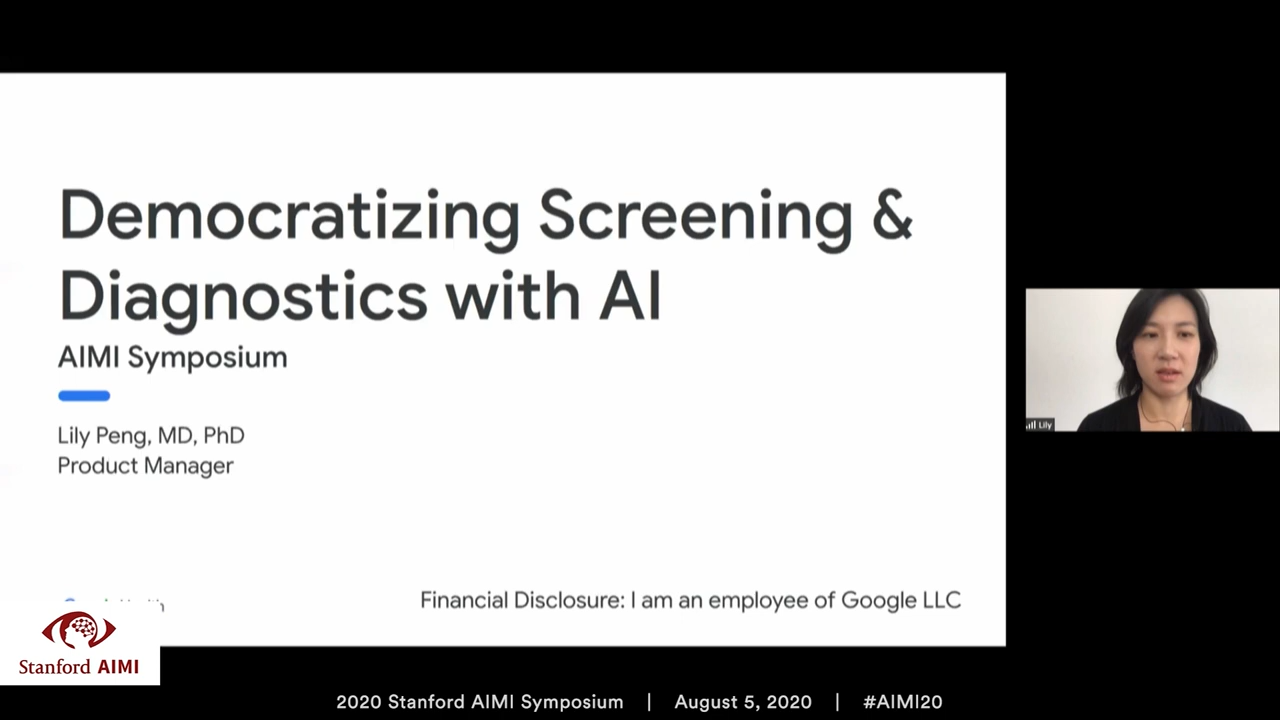 Democratizing Screening &
Diagnostics with AI
AIMI Symposium
Lily Peng, MD, PhD
Product Manager
Financial Disclosure: I am an employee of Google LLC
Lily
Stanford AIMI
2020 Stanford AIMI Symposium | August 5, 2020 | #AIMI20